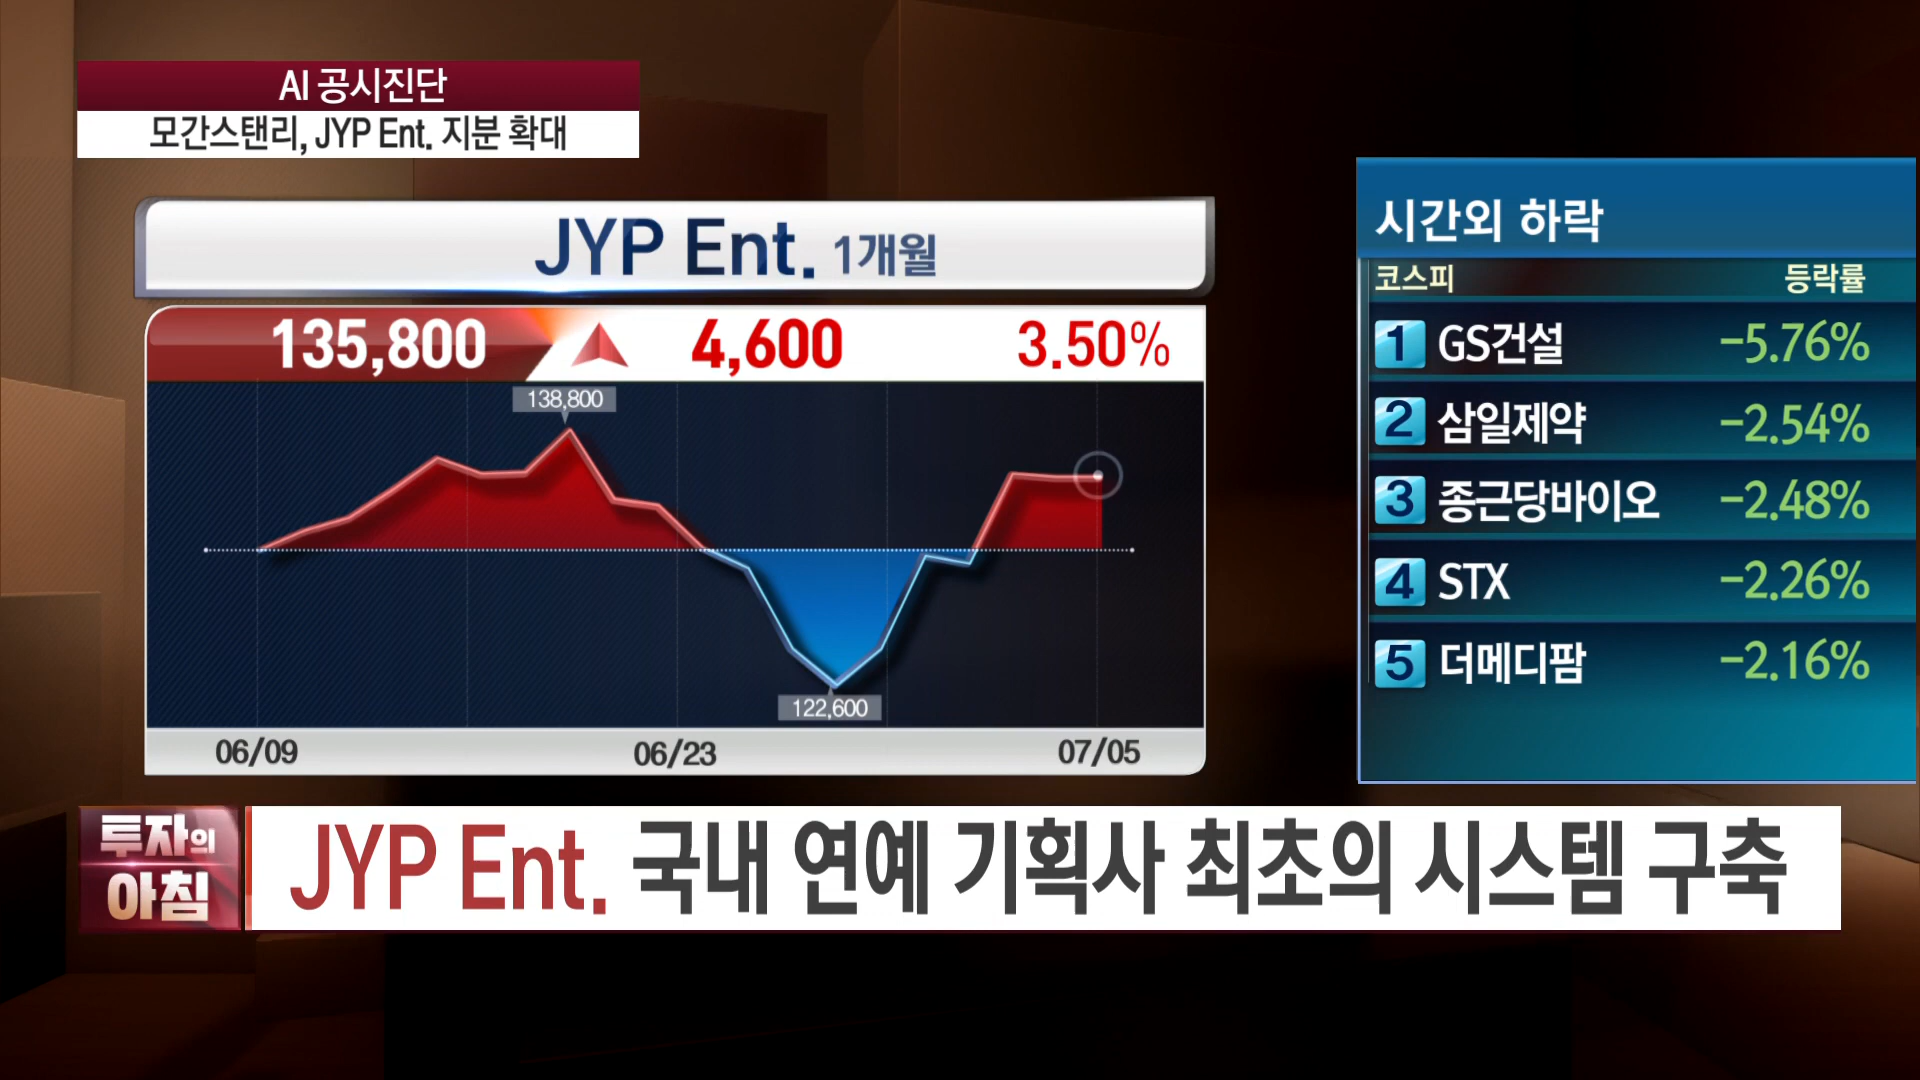 AI 공시진단
모간스탠리, JYP Ent. 지분 확대
JYP Ent. 1개월
135,800 4,600 3.50%
138,800
122,600
06/09 06/23 07/05
시간외 하락
코스피 등락률
1 GS건설 -5.76%
2 삼일제약 -2.54%
3 종근당바이오 -2.48%
4 STX -2.26%
5 더메디팜 -2.16%
투자의
아침
JYP Ent. 국내 연예 기획사 최초의 시스템 구축